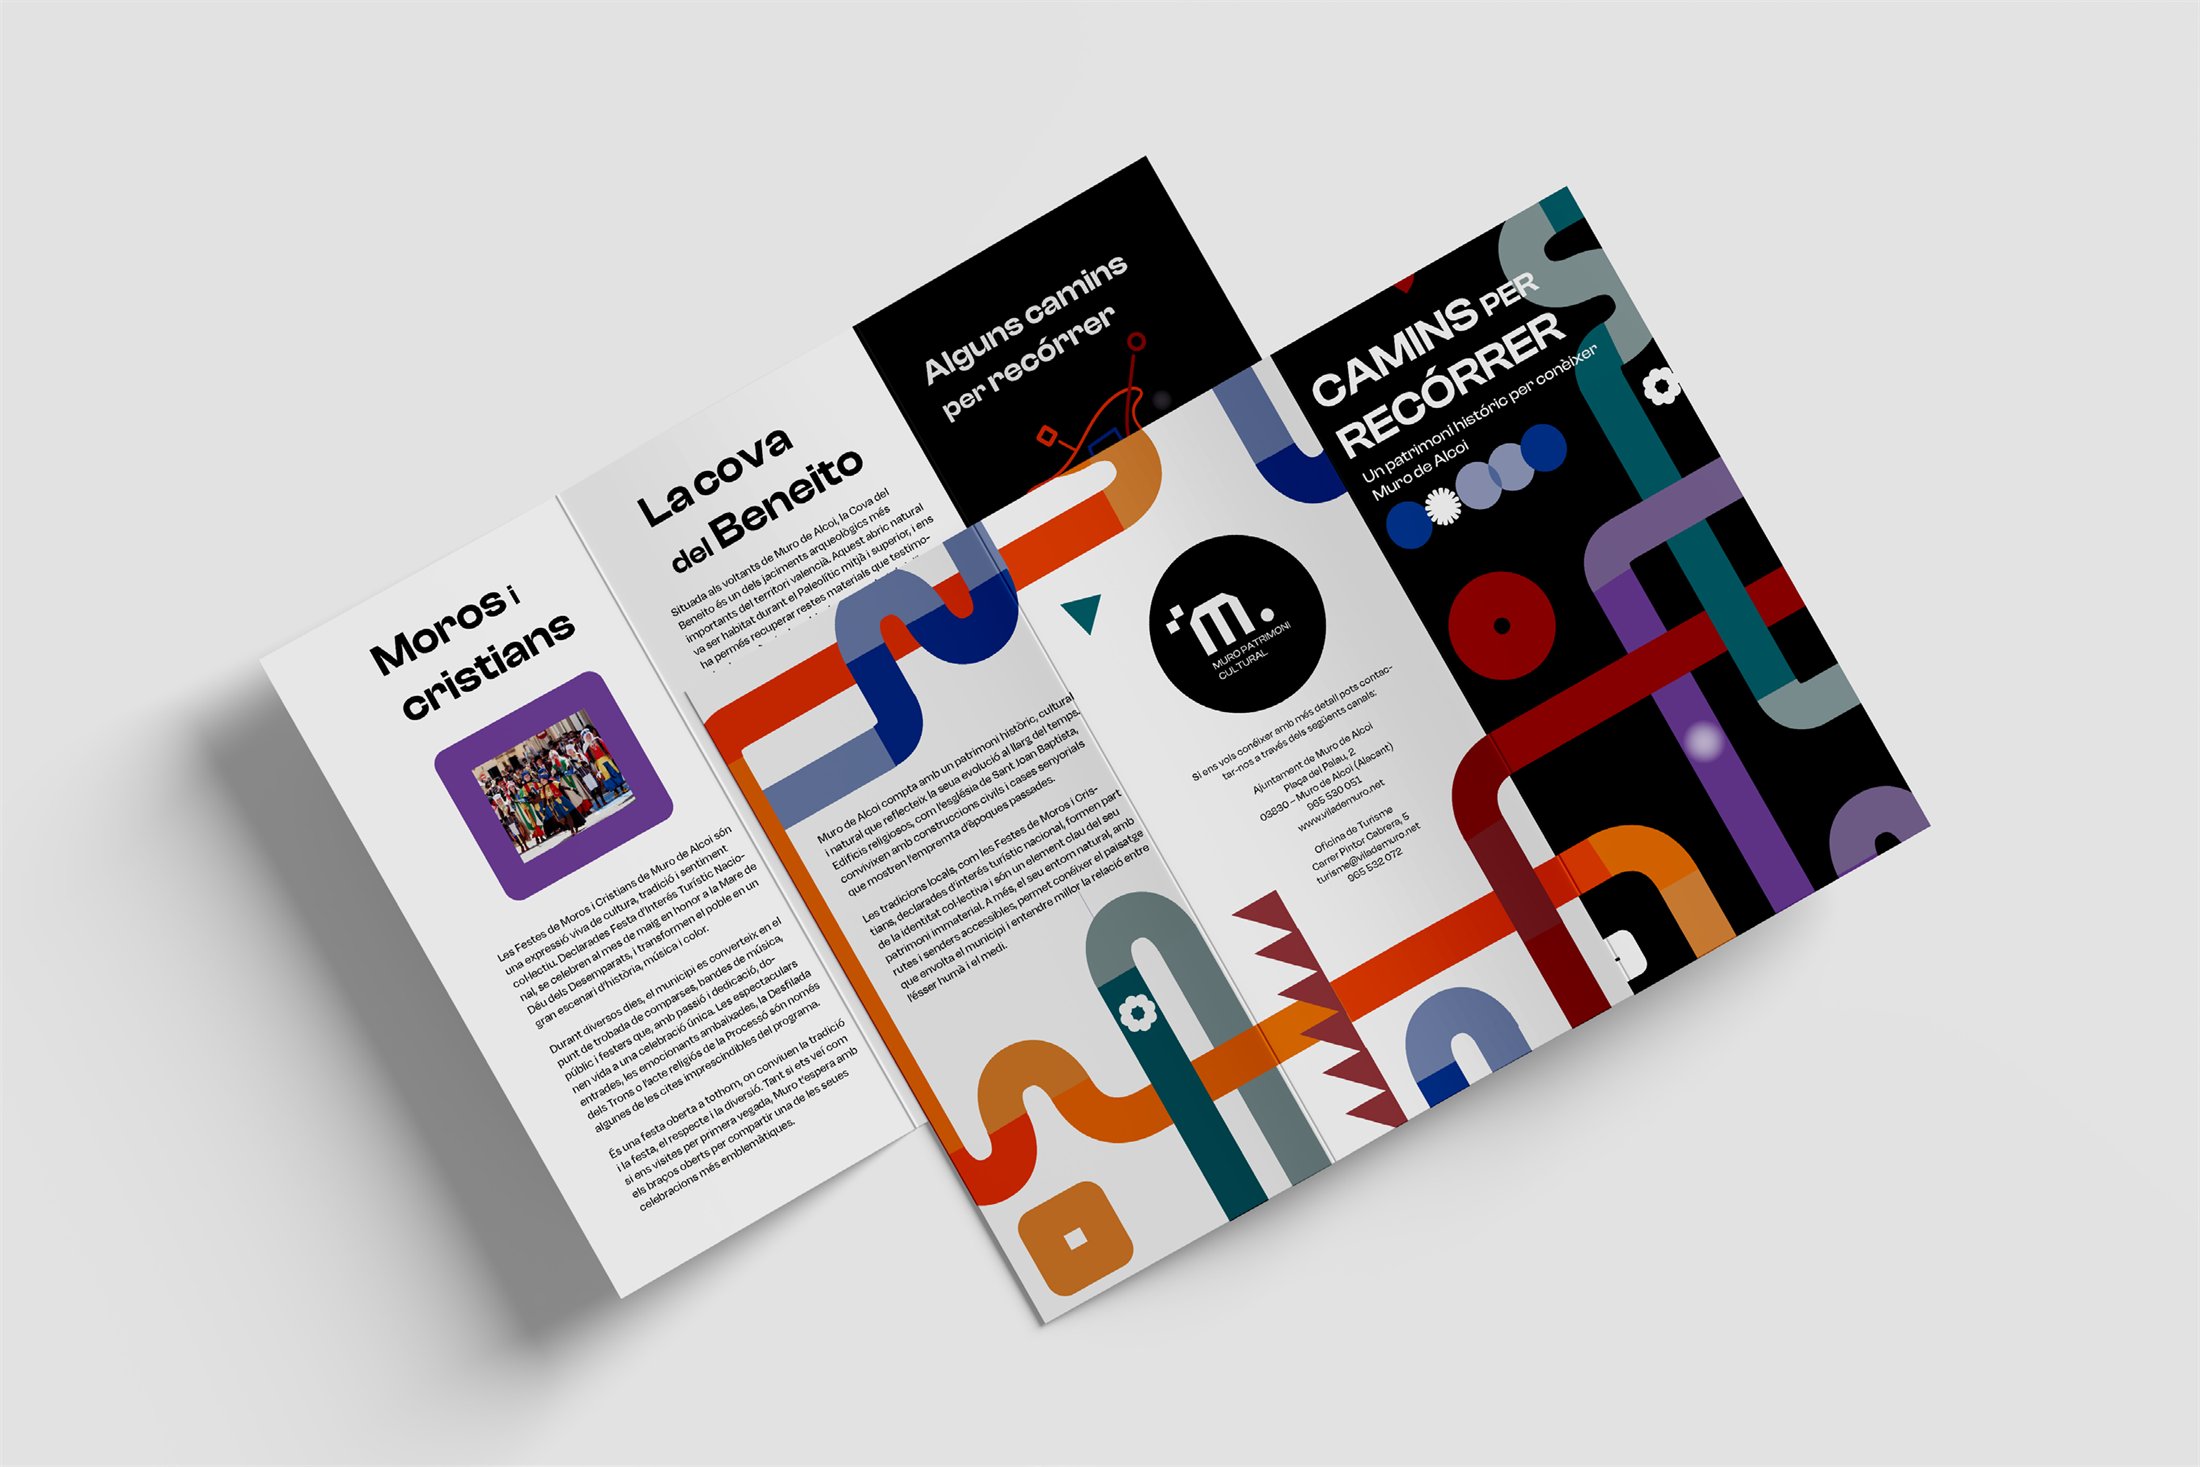 Moros i
cristians
Les Festes de Moros i Cristians de Muro de Alcoi són
una expressió viva de cultura, tradició i sentiment
col·lectiu. Declarades Festa d'Interés Turístic Nacio-
nal, se celebren al mes de maig en honor a la Mare de
Déu dels Desemparats, i transformen el poble en un
gran escenari d'història, música i color.
Durant diversos dies, el municipi es converteix en el
punt de trobada de comparses, bandes de música,
públic i festers que, amb passió i dedicació, do-
nen vida a una celebració única. Les espectaculars
entrades, les emocionants ambaixades, la Desfilada
dels Trons o l'acte religiós de la Processó són només
algunes de les cites imprescindibles del programa.
És una festa oberta a tothom, on conviuen la tradició
i la festa, el respecte i la diversió. Tant si ets veí com
si ens visites per primera vegada, Muro t'espera amb
els braços oberts per compartir una de les seues
celebracions més emblemàtiques.
La cova
del Beneito
Situada als voltants de Muro de Alcoi, la Cova del
Beneito és un dels jaciments arqueològics més
importants del territori valencià. Aquest abric natural
va ser habitat durant el Paleolític mitjà i superior, i ens
ha permés recuperar restes materials que testimo-
Alguns camins
per recórrer
Muro de Alcoi compta amb un patrimoni històric, cultural
i natural que reflecteix la seua evolució al llarg del temps.
Edificis religiosos, com l'església de Sant Joan Baptista,
convivixen amb construccions civils i cases senyorials
que mostren l'empremta d'èpoques passades.
Les tradicions locals, com les Festes de Moros i Cris-
tians, declarades d'interés turístic nacional, formen part
de la identitat col·lectiva i són un element clau del seu
patrimoni immaterial. A més, el seu entorn natural, amb
rutes i senders accessibles, permet conéixer el paisatge
que envolta el municipi i entendre millor la relació entre
l'ésser humà i el medi.
m.
MURO PATRIMONI
CULTURAL
Si ens vols conéixer amb més detall pots contac-
tar-nos a través dels següents canals:
Ajuntament de Muro de Alcoi
Plaça del Palau, 2
03830 – Muro de Alcoi (Alacant)
965 530 051
www.vilademuro.net
Oficina de Turisme
Carrer Pintor Cabrera, 5
turisme@vilademuro.net
965 532 072
CAMINS PER
RECÓRRER
Un patrimoni històric per conèixer
Muro de Alcoi